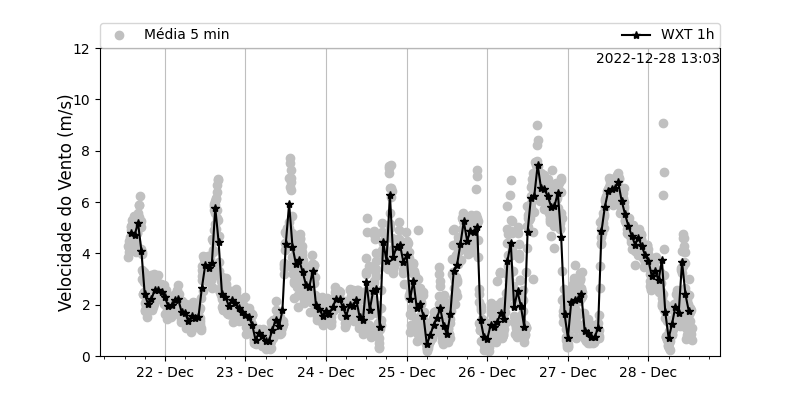 Média 5 min
WXT 1h
2022-12-28 13:03
Velocidade do Vento (m/s)
12
10
8
6
4
2
0
22 - Dec
23 - Dec
24 - Dec
25 - Dec
26 - Dec
27 - Dec
28 - Dec